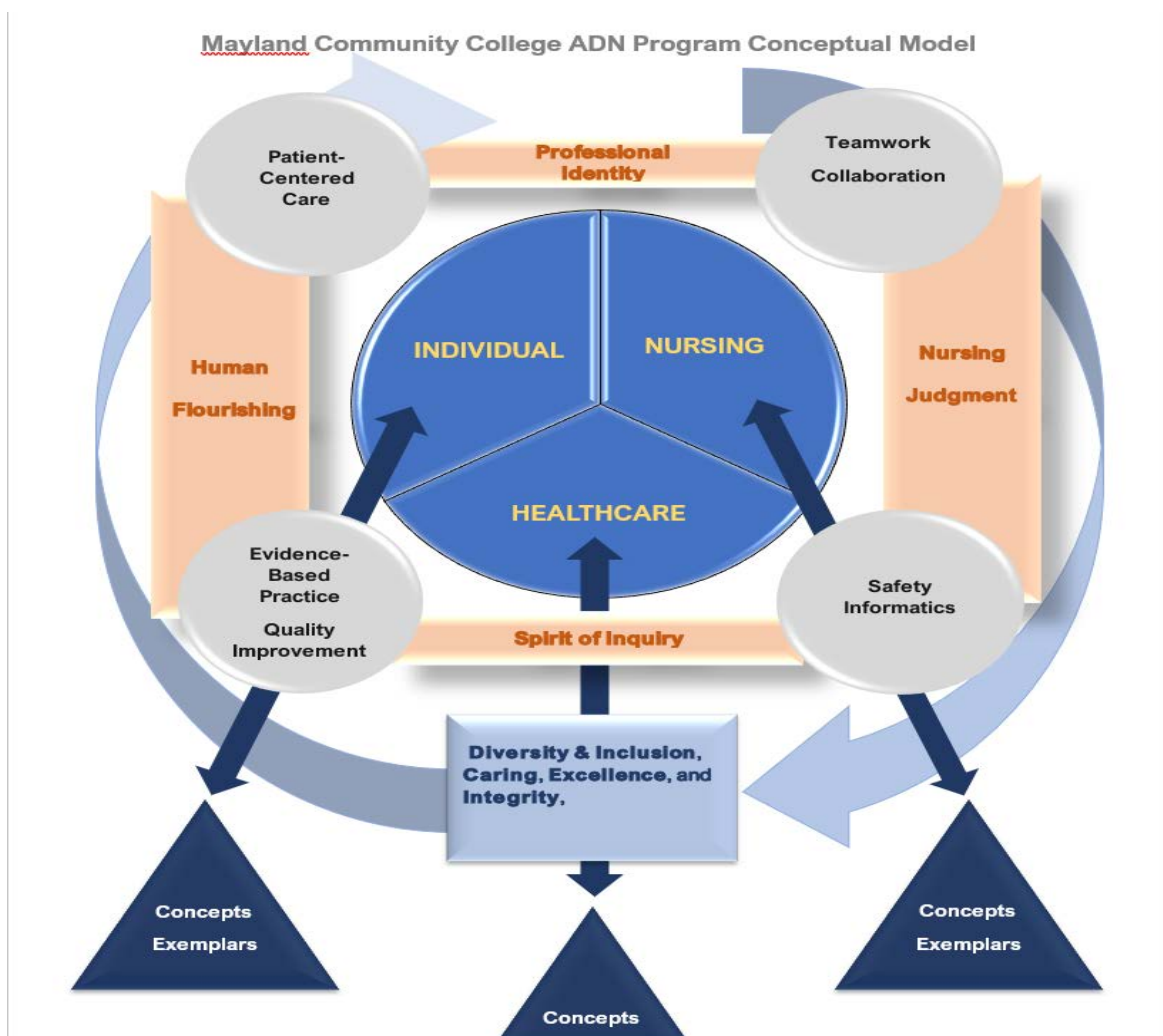 Mayland Community College ADN Program Conceptual Model
Patient-
Centered
Care
Professional
Identity
Teamwork
Collaboration
INDIVIDUAL
NURSING
Human
Flourishing
Nursing
Judgment
HEALTHCARE
Evidence-
Based
Practice
Quality
Improvement
Safety
Informatics
Spirit of Inquiry
Diversity & Inclusion,
Caring, Excellence, and
Integrity,
Concepts
Exemplars
Concepts
Exemplars
Concepts